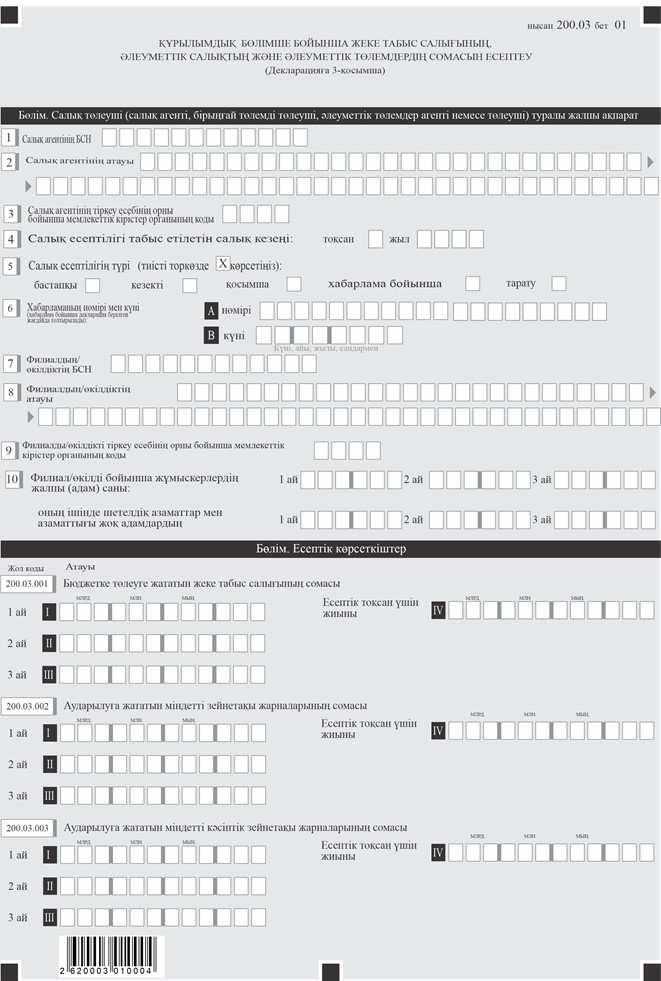 нысан 200.03 бет 01
ҚҰРЫЛЫМДЫҚ БӨЛІМШЕ БОЙЫНША ЖЕКЕ ТАБЫС САЛЫҒЫНЫҢ,
ӘЛЕУМЕТТІК САЛЫҚТЫҢ ЖӘНЕ ӘЛЕУМЕТТІК ТӨЛЕМДЕРДІҢ СОМАСЫН ЕСЕПТЕУ
(Декларацияға 3-қосымша)
Бөлім. Салық төлеуші (салық агенті, бірыңғай төлемді төлеуші, әлеуметтік төлемдер агенті немесе төлеуші) туралы жалпы ақпарат
1 Салық агентінің БСН
2 Салық агентінің атауы
3 Салық агентінің тіркеу есебінің орны
бойынша мемлекеттік кірістер органының коды
4 Салық есептілігі табыс етілетін салық кезеңі: тоқсан жыл
5 Салық есептілігің түрі (тиісті торкөзде X көрсетіңіз):
бастапқы кезекті қосымша хабарлама бойынша тарату
6 Хабарламаның нөмірі мен күні A нөмірі
(хабарлама бойынша декларация берілген
жағдайда толтырылады):
B күні
Күні, айы, жылы, сандармен
7 Филиалдың/
өкілдіктің БСН
8 Филиалдың/өкілдіктің
атауы
9 Филиалды/өкілдікті тіркеу есебінің орны бойынша мемлекеттік
кірістер органының коды
10 Филиал/өкілді бойынша жұмыскерлердің 1 ай 2 ай 3 ай
жалпы (адам) саны:
оның ішінде шетелдік азаматтар мен 1 ай 2 ай 3 ай
азаматтығы жоқ адамдардың
Бөлім. Есептік көрсеткіштер
Жол коды Атауы
200.03.001 Бюджетке төлеуге жататын жеке табыс салығының сомасы
МЛРД МЛН МЫҢ МЛРД МЛН МЫҢ
1 ай I Есептік тоқсан үшін жиыны IV
2 ай II
3 ай III
200.03.002 Аударылуға жататын міндетті зейнетақы жарналарының сомасы
МЛРД МЛН МЫҢ МЛРД МЛН МЫҢ
1 ай I Есептік тоқсан үшін жиыны IV
2 ай II
3 ай III
200.03.003 Аударылуға жататын міндетті кәсіптік зейнетақы жарналарының сомасы
МЛРД МЛН МЫҢ МЛРД МЛН МЫҢ
1 ай I Есептік тоқсан үшін жиыны IV
2 ай II
3 ай III
2 620003 010004